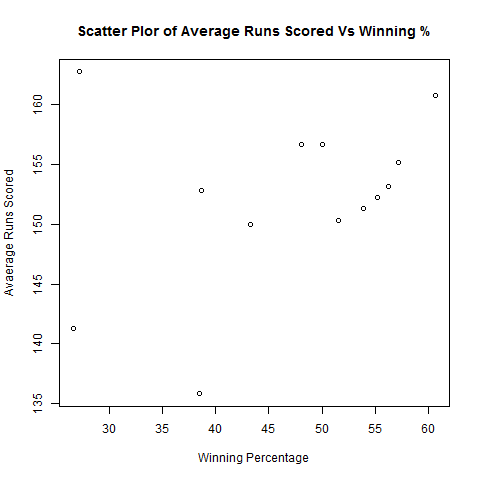 Scatter Plor of Average Runs Scored Vs Winning %
Avaerage Runs Scored
160
155
150
145
140
135
30 35 40 45 50 55 60
Winning Percentage